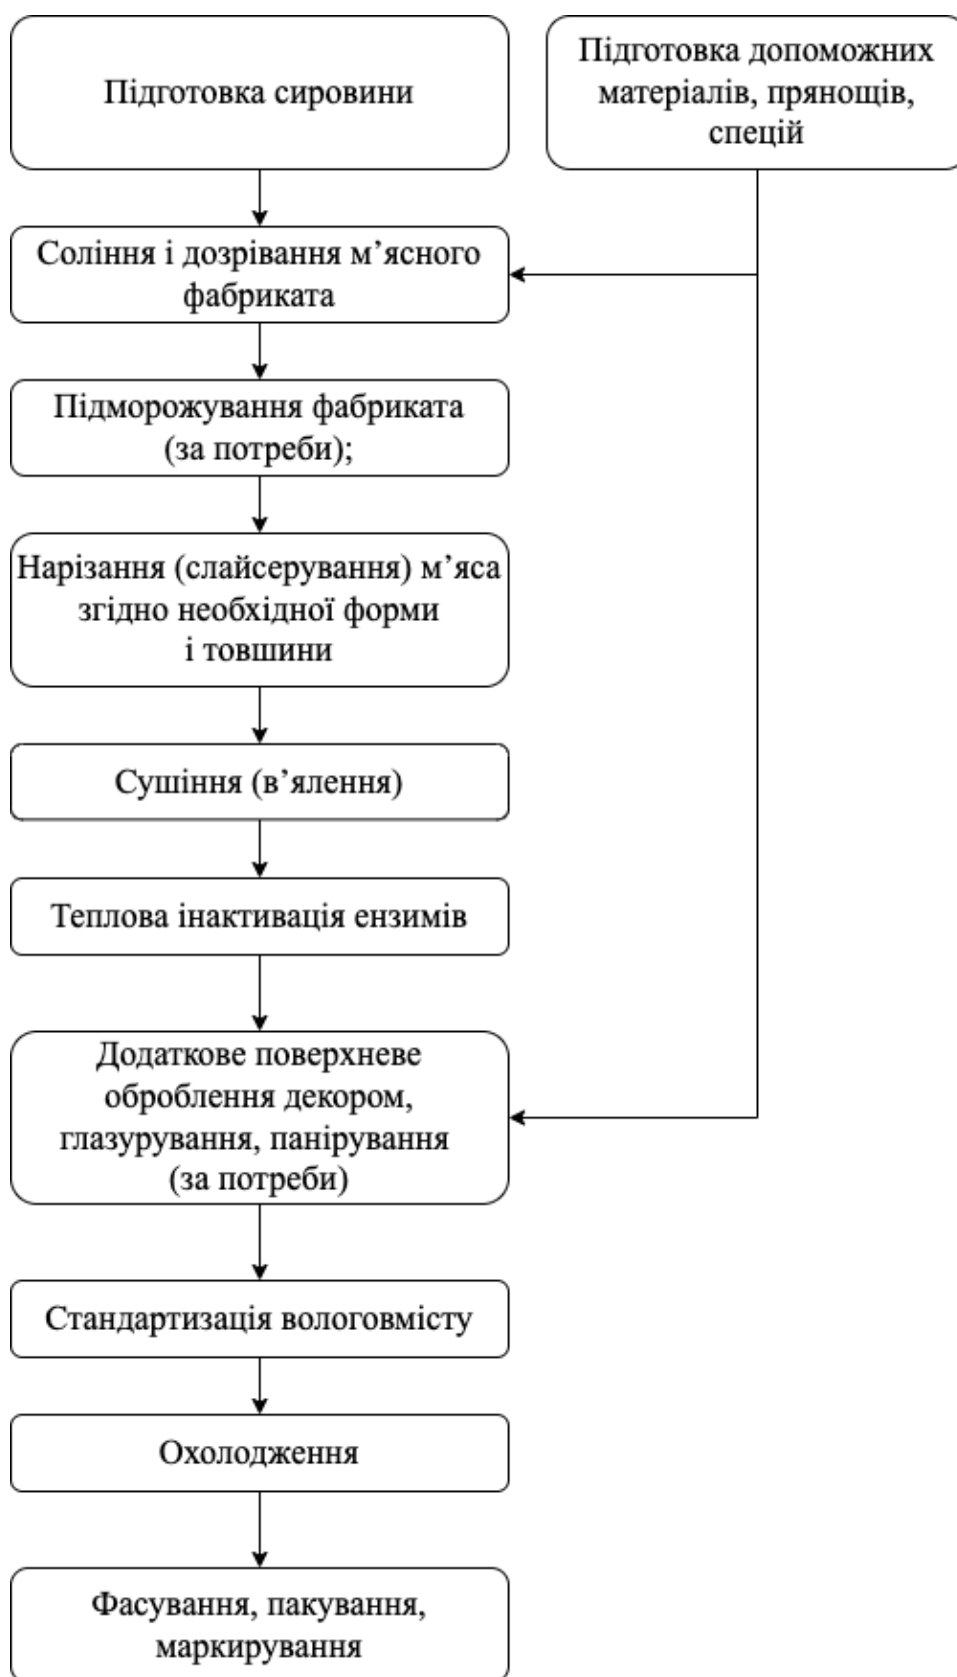 Підготовка сировини
Підготовка допоможних
матеріалів, прянощів,
спецій
Соління і дозрівання м’ясного
фабриката
Підморожування фабриката
(за потреби);
Нарізання (слайсерування) м’яса
згідно необхідної форми
і товшини
Сушіння (в’ялення)
Теплова інактивація ензимів
Додаткове поверхневе
оброблення декором,
глазурування, панірування
(за потреби)
Стандартизація вологовмісту
Охолодження
Фасування, пакування,
маркирування